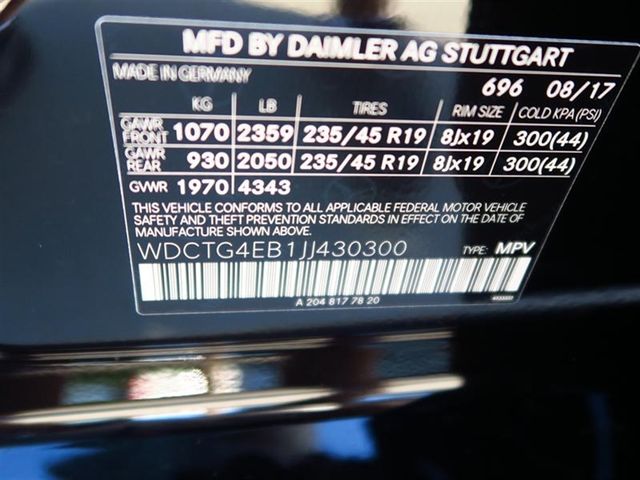 MFD BY DAIMLER AG STUTTGART
MADE IN GERMANY 696 08/17
KG LB TIRES RIM SIZE COLD KPA (PSI)
GAWR FRONT 1070 2359 235/45 R19 8Jx19 300(44)
GAWR REAR 930 2050 235/45 R19 8Jx19 300(44)
GVWR 1970 4343
THIS VEHICLE CONFORMS TO ALL APPLICABLE FEDERAL MOTOR VEHICLE
SAFETY AND THEFT PREVENTION STANDARDS IN EFFECT ON THE
DATE OF MANUFACTURE SHOWN ABOVE.
WDCTG4EB1JJ430300 TYPE: MPV
A 204 817 78 20